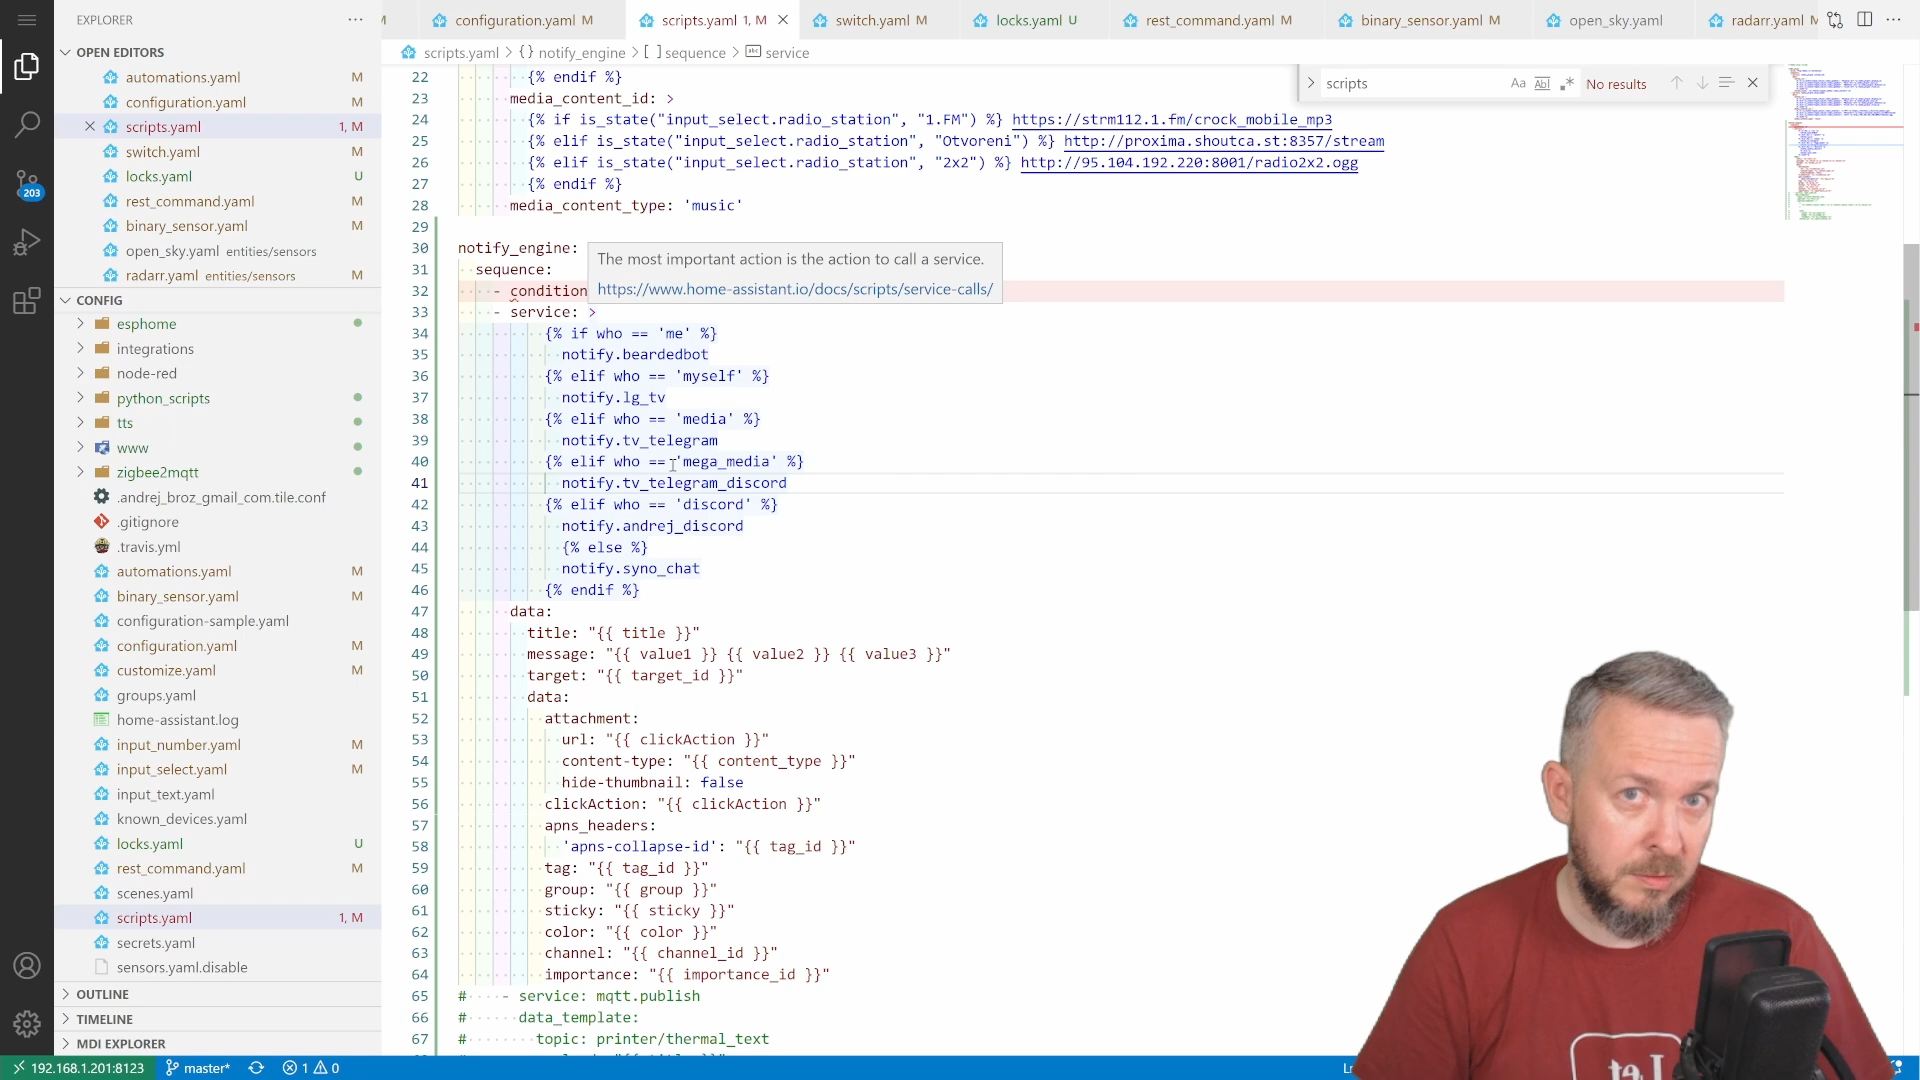 EXPLORER
OPEN EDITORS
automations.yaml M
configuration.yaml M
scripts.yaml 1, M
switch.yaml M
locks.yaml U
rest_command.yaml M
binary_sensor.yaml M
open_sky.yaml entities/sensors
radarr.yaml entities/sensors M
CONFIG
esphome
integrations
node-red
python_scripts
tts
www
zigbee2mqtt
.andrej_broz_gmail_com.tile.conf
.gitignore
.travis.yml
automations.yaml M
binary_sensor.yaml M
configuration-sample.yaml
configuration.yaml M
customize.yaml M
groups.yaml
home-assistant.log
input_number.yaml M
input_select.yaml M
input_text.yaml
known_devices.yaml
locks.yaml U
rest_command.yaml M
scenes.yaml
scripts.yaml 1, M
secrets.yaml
sensors.yaml.disable
OUTLINE
TIMELINE
MDI EXPLORER
203
M configuration.yaml M scripts.yaml 1, M switch.yaml M locks.yaml U rest_command.yaml M binary_sensor.yaml M open_sky.yaml radarr.yaml M
scripts.yaml > {} notify_engine > [ ] sequence > abc service
scripts Aa Abl .* No results
22 {% endif %}
23 media_content_id: >
24 {% if is_state("input_select.radio_station", "1.FM") %} https://strm112.1.fm/crock_mobile_mp3
25 {% elif is_state("input_select.radio_station", "Otvoreni") %} http://proxima.shoutca.st:8357/stream
26 {% elif is_state("input_select.radio_station", "2x2") %} http://95.104.192.220:8001/radio2x2.ogg
27 {% endif %}
28 media_content_type: 'music'
29
30 notify_engine:
The most important action is the action to call a service.
https://www.home-assistant.io/docs/scripts/service-calls/
31 sequence:
32 - condition
33 - service: >
34 {% if who == 'me' %}
35 notify.beardedbot
36 {% elif who == 'myself' %}
37 notify.lg_tv
38 {% elif who == 'media' %}
39 notify.tv_telegram
40 {% elif who == 'mega_media' %}
41 notify.tv_telegram_discord
42 {% elif who == 'discord' %}
43 notify.andrej_discord
44 {% else %}
45 notify.syno_chat
46 {% endif %}
47 data:
48 title: "{{ title }}"
49 message: "{{ value1 }} {{ value2 }} {{ value3 }}"
50 target: "{{ target_id }}"
51 data:
52 attachment:
53 url: "{{ clickAction }}"
54 content-type: "{{ content_type }}"
55 hide-thumbnail: false
56 clickAction: "{{ clickAction }}"
57 apns_headers:
58 'apns-collapse-id': "{{ tag_id }}"
59 tag: "{{ tag_id }}"
60 group: "{{ group }}"
61 sticky: "{{ sticky }}"
62 color: "{{ color }}"
63 channel: "{{ channel_id }}"
64 importance: "{{ importance_id }}"
65 # - service: mqtt.publish
66 # data_template:
67 # topic: printer/thermal_text
192.168.1.201:8123 master* 1 0